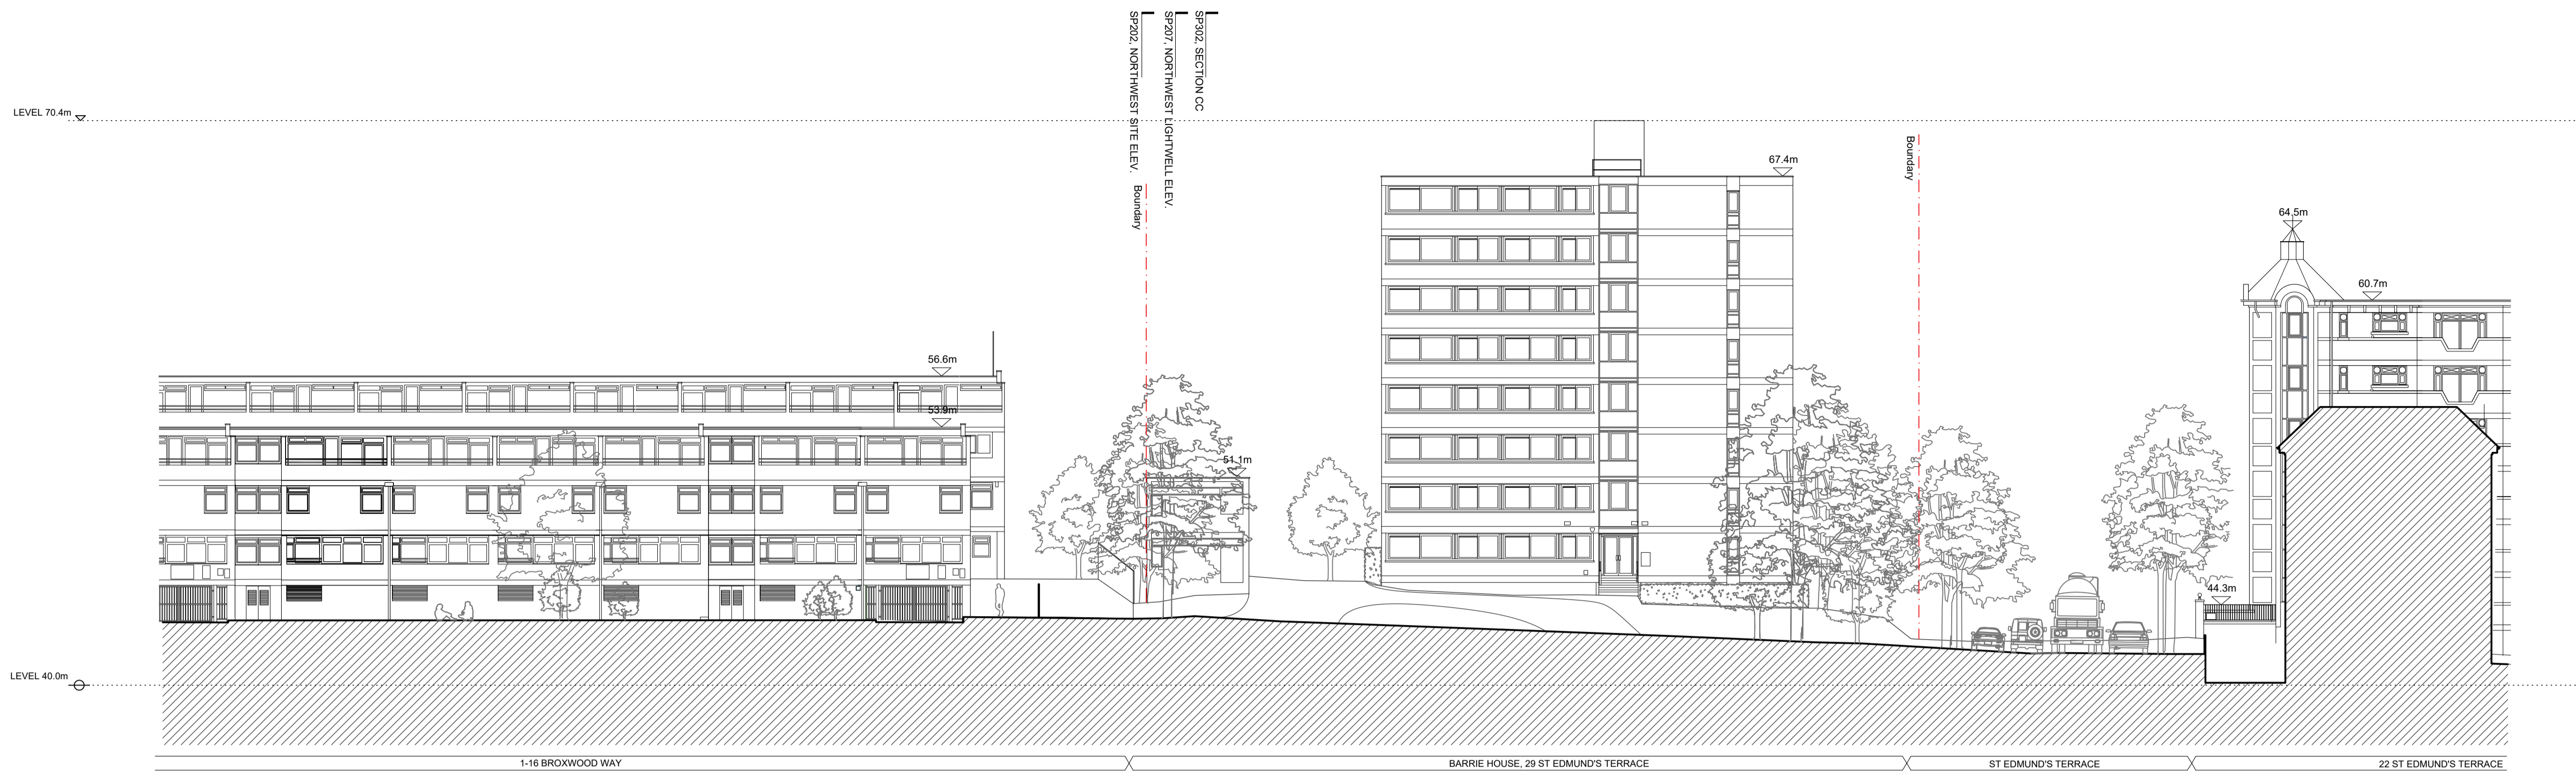 SP202, NORTHWEST SITE ELEV.
SP207, NORTHWEST LIGHTWELL ELEV.
SP302, SECTION CC
LEVEL 70.4m
Boundary
67.4m
Boundary
64.5m
60.7m
56.6m
53.9m
51.1m
44.3m
LEVEL 40.0m
1-16 BROXWOOD WAY
BARRIE HOUSE, 29 ST EDMUND'S TERRACE
ST EDMUND'S TERRACE
22 ST EDMUND'S TERRACE